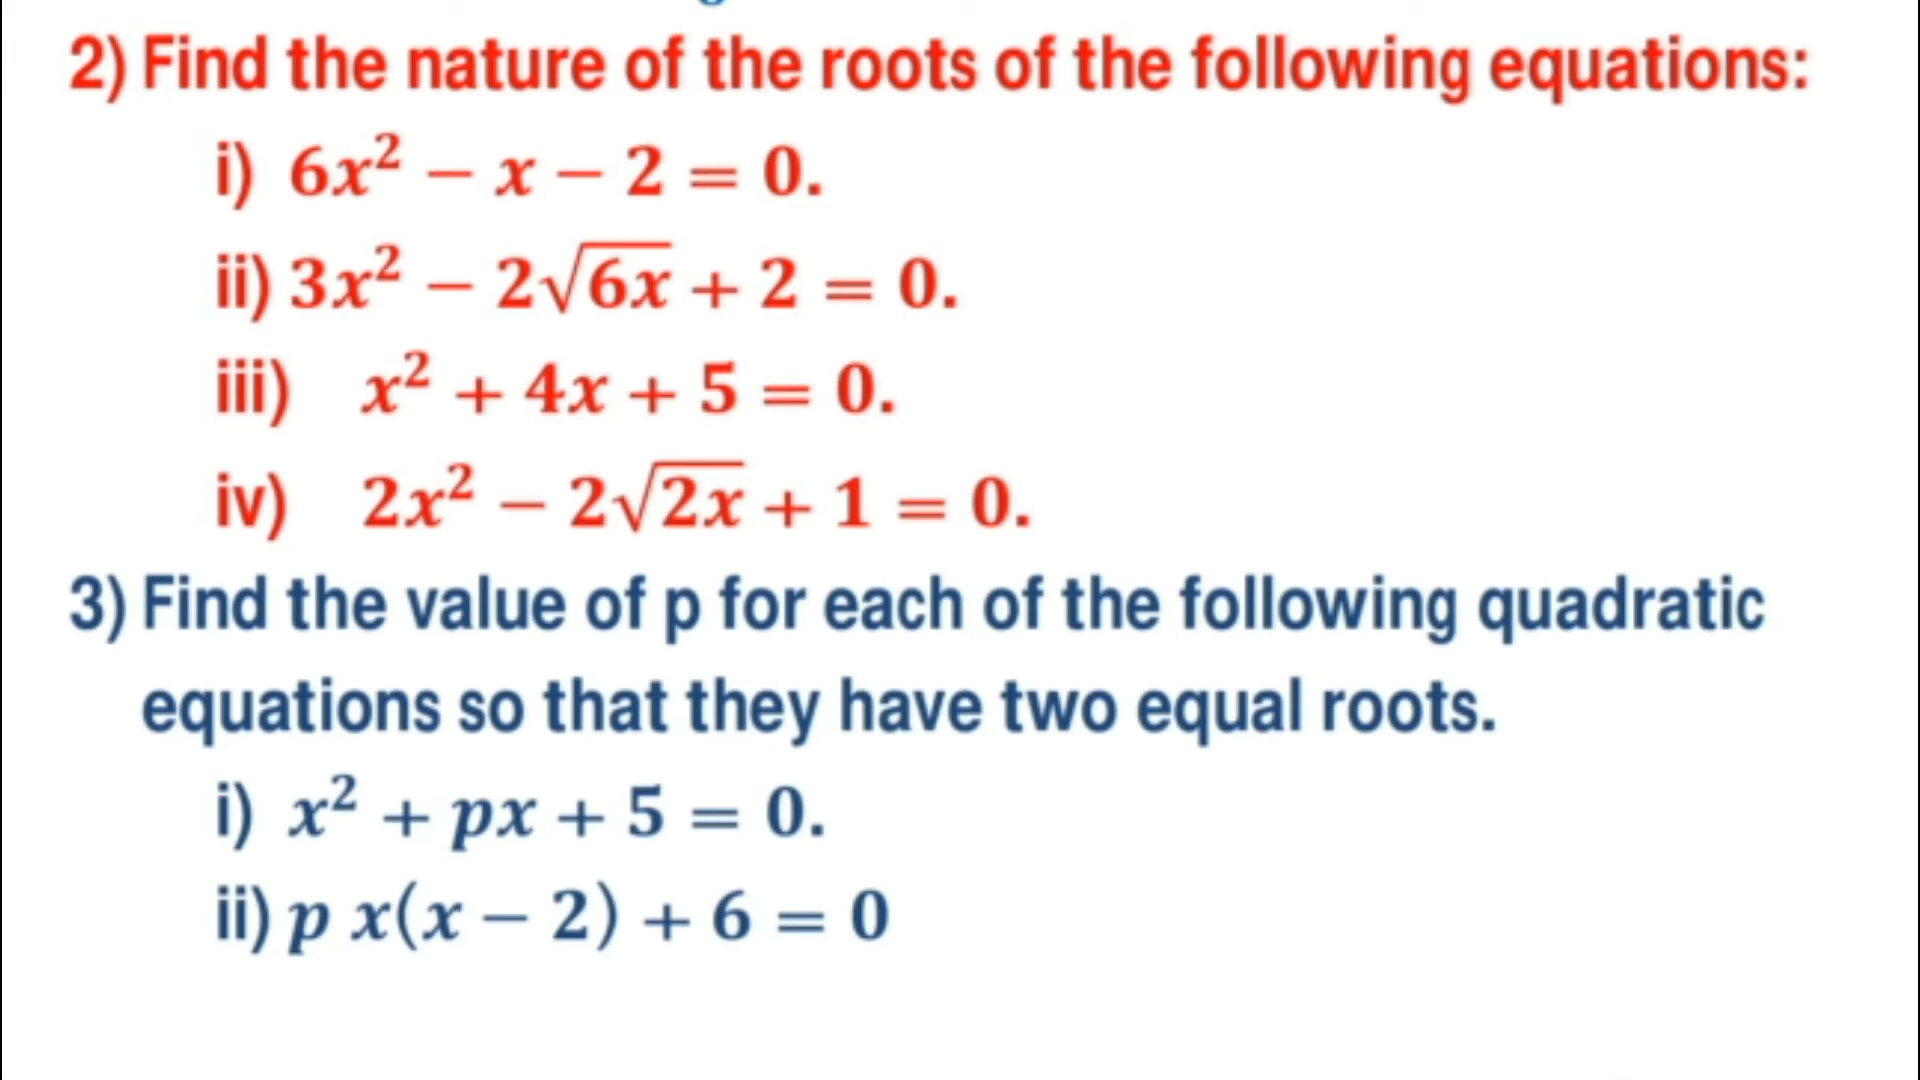 2) Find the nature of the roots of the following equations:
i) 6x² − x − 2 = 0.
ii) 3x² − 2√6x + 2 = 0.
iii) x² + 4x + 5 = 0.
iv) 2x² − 2√2x + 1 = 0.
3) Find the value of p for each of the following quadratic
equations so that they have two equal roots.
i) x² + px + 5 = 0.
ii) p x(x − 2) + 6 = 0